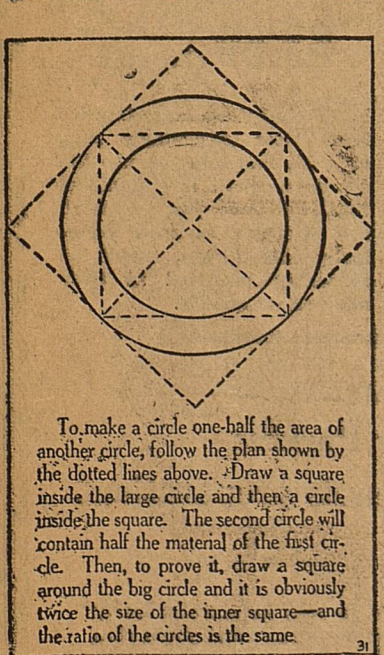 To make a circle one-half the area of
another circle, follow the plan shown by
the dotted lines above. Draw a square
inside the large circle and then a circle
inside the square. The second circle will
contain half the material of the first cir-
cle. Then, to prove it, draw a square
around the big circle and it is obviously
twice the size of the inner square—and
the ratio of the circles is the same
31